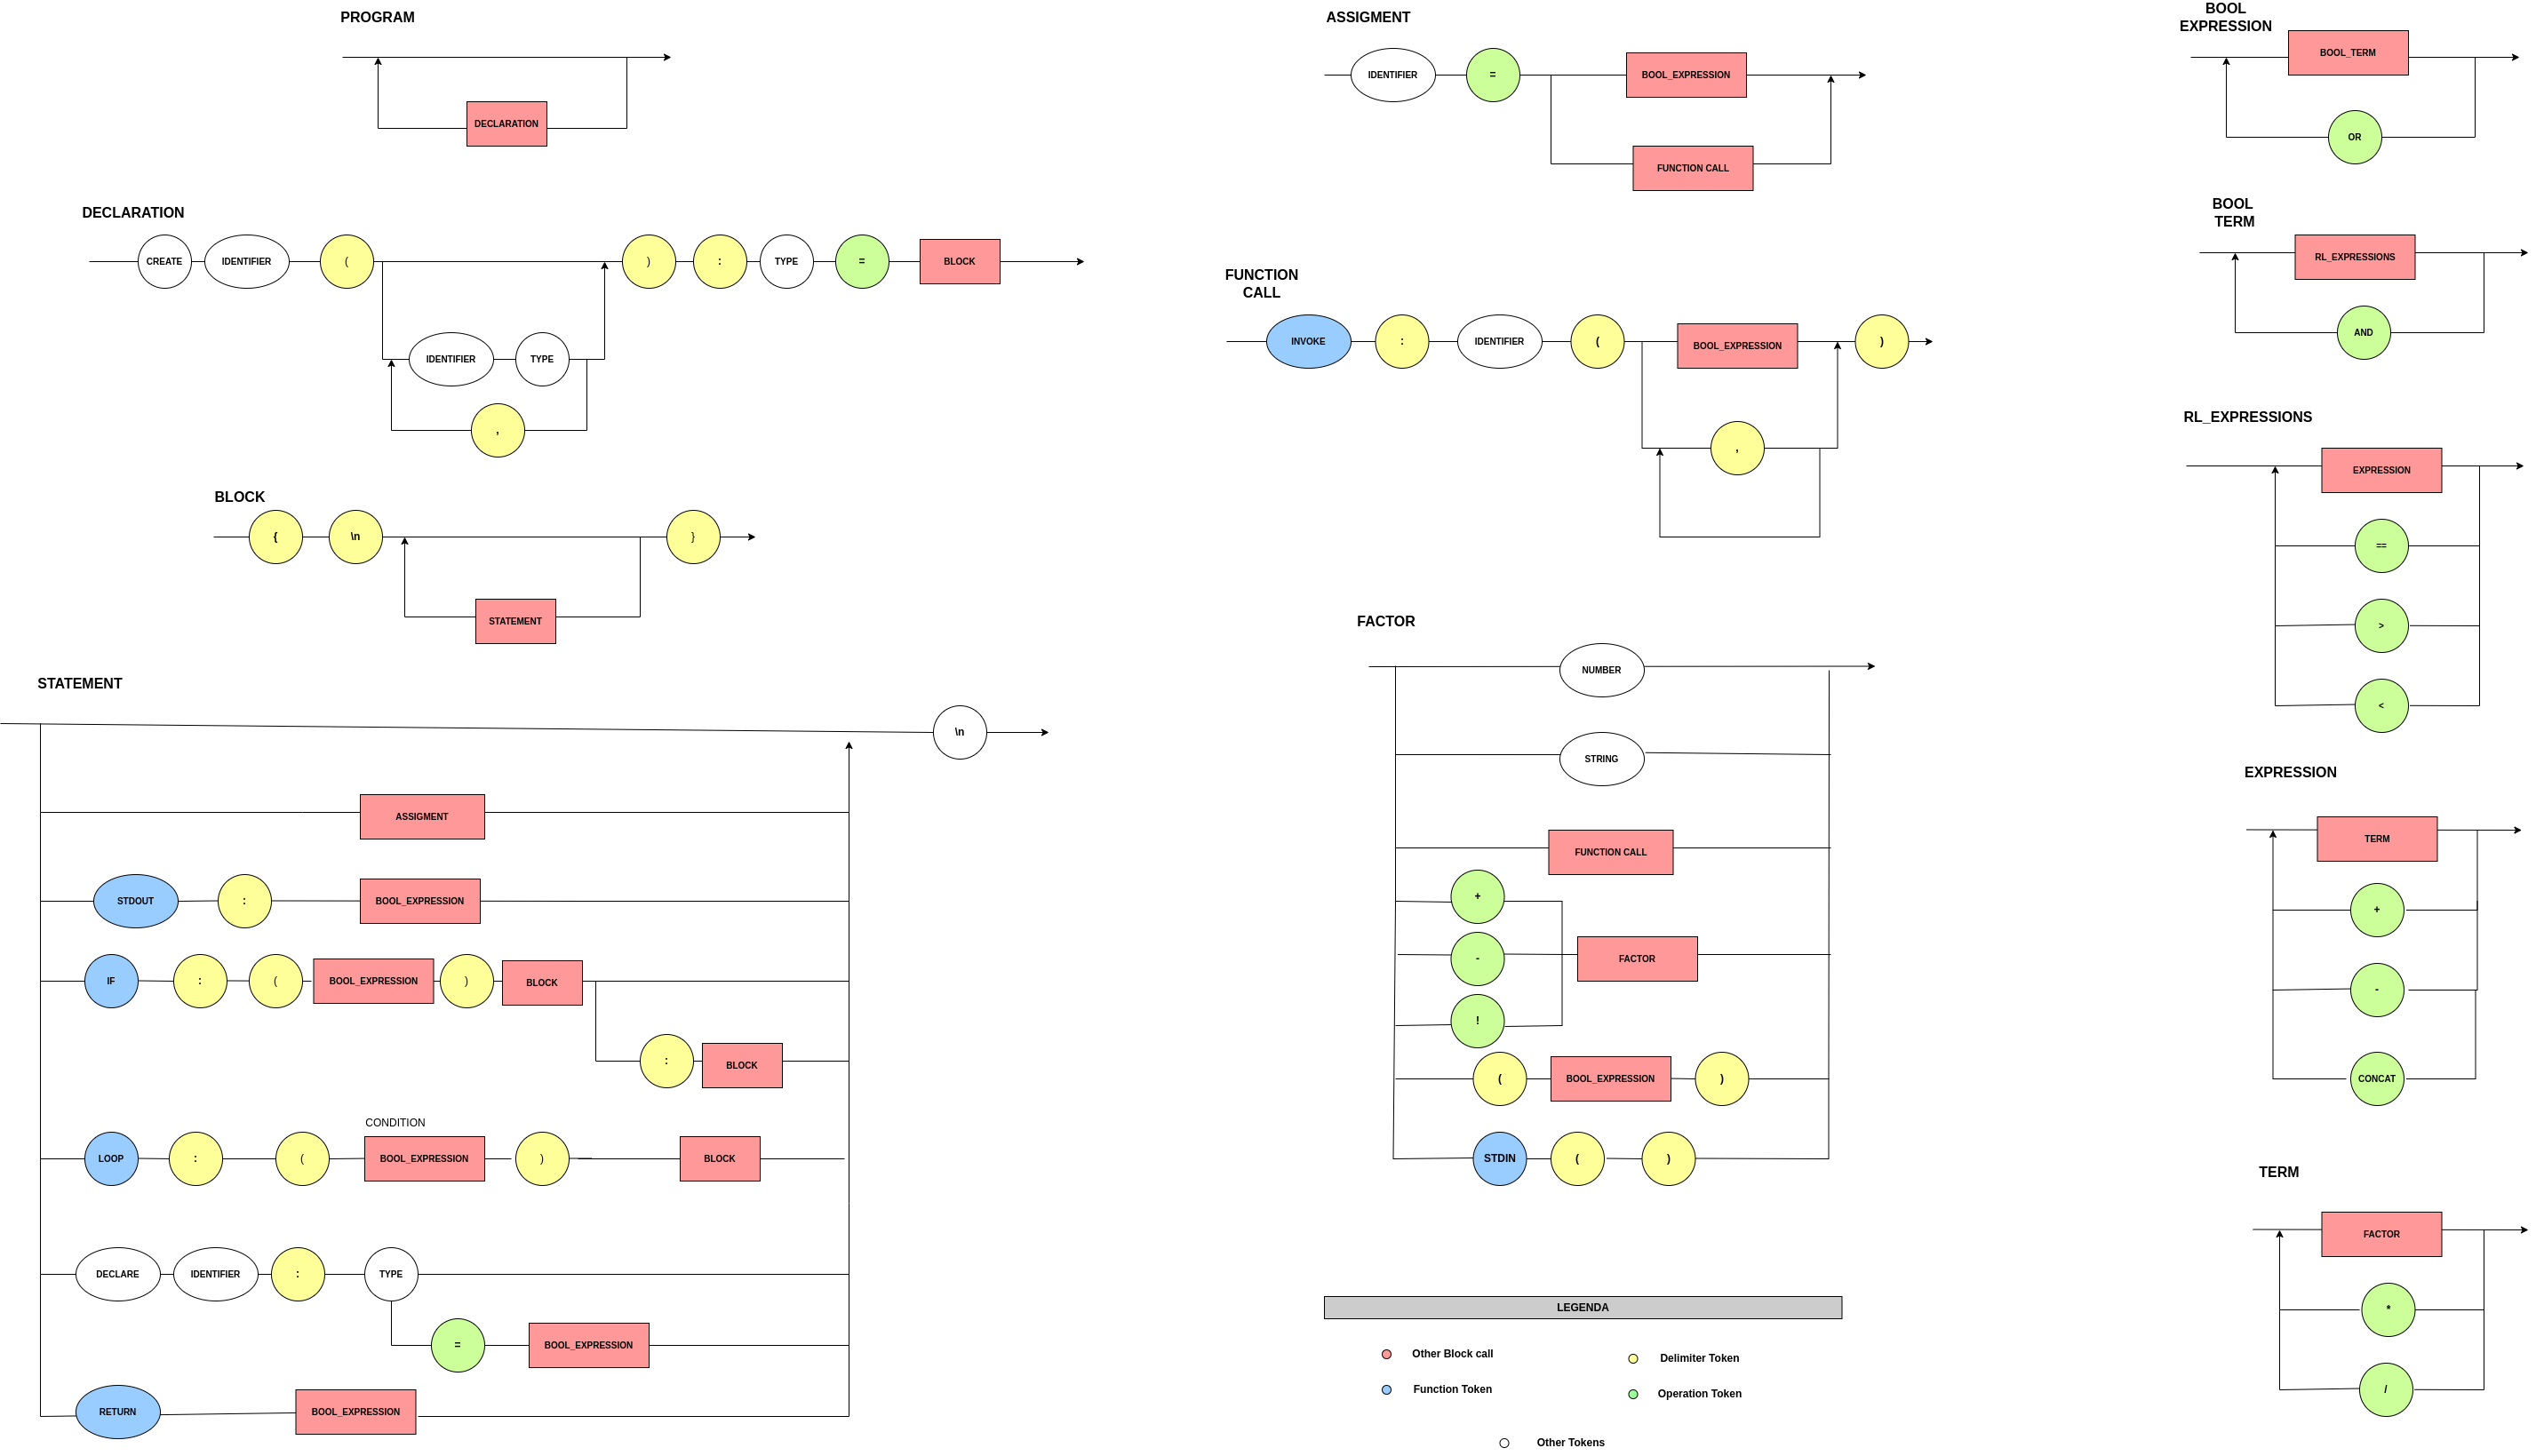 PROGRAM
DECLARATION
DECLARATION
CREATE IDENTIFIER ( ) : TYPE = BLOCK
IDENTIFIER TYPE
,
BLOCK
{ \n }
STATEMENT
STATEMENT
\n
ASSIGMENT
STDOUT : BOOL_EXPRESSION
IF : ( BOOL_EXPRESSION ) BLOCK
: BLOCK
CONDITION
LOOP : ( BOOL_EXPRESSION ) BLOCK
DECLARE IDENTIFIER : TYPE
= BOOL_EXPRESSION
RETURN BOOL_EXPRESSION
ASSIGMENT
IDENTIFIER = BOOL_EXPRESSION
FUNCTION CALL
FUNCTION
CALL
INVOKE : IDENTIFIER ( BOOL_EXPRESSION )
,
FACTOR
NUMBER
STRING
FUNCTION CALL
+
- FACTOR
!
( BOOL_EXPRESSION )
STDIN ( )
LEGENDA
Other Block call
Delimiter Token
Function Token
Operation Token
Other Tokens
BOOL
EXPRESSION
BOOL_TERM
OR
BOOL
TERM
RL_EXPRESSIONS
AND
RL_EXPRESSIONS
EXPRESSION
==
>
<
EXPRESSION
TERM
+
-
CONCAT
TERM
FACTOR
*
/